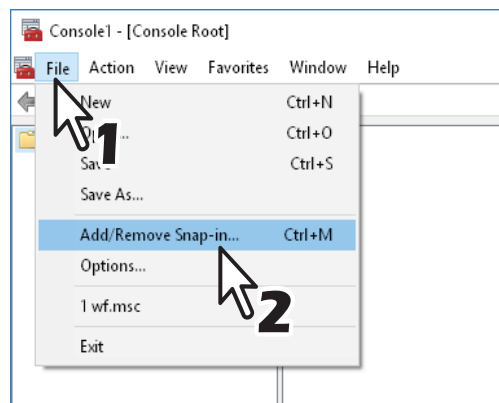 Console1 - [Console Root]
File Action View Favorites Window Help
New Ctrl+N
Ctrl+O
Ctrl+S
Save As...
Add/Remove Snap-in... Ctrl+M
Options...
1 wf.msc
Exit
1
2